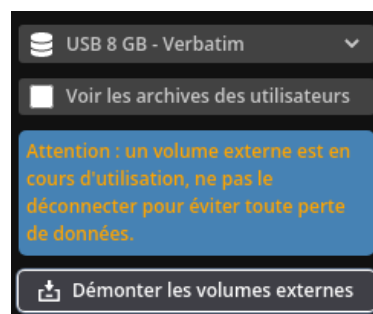 USB 8 GB - Verbatim
Voir les archives des utilisateurs
Attention : un volume externe est en
cours d'utilisation, ne pas le
déconnecter pour éviter toute perte
de données.
Démonter les volumes externes